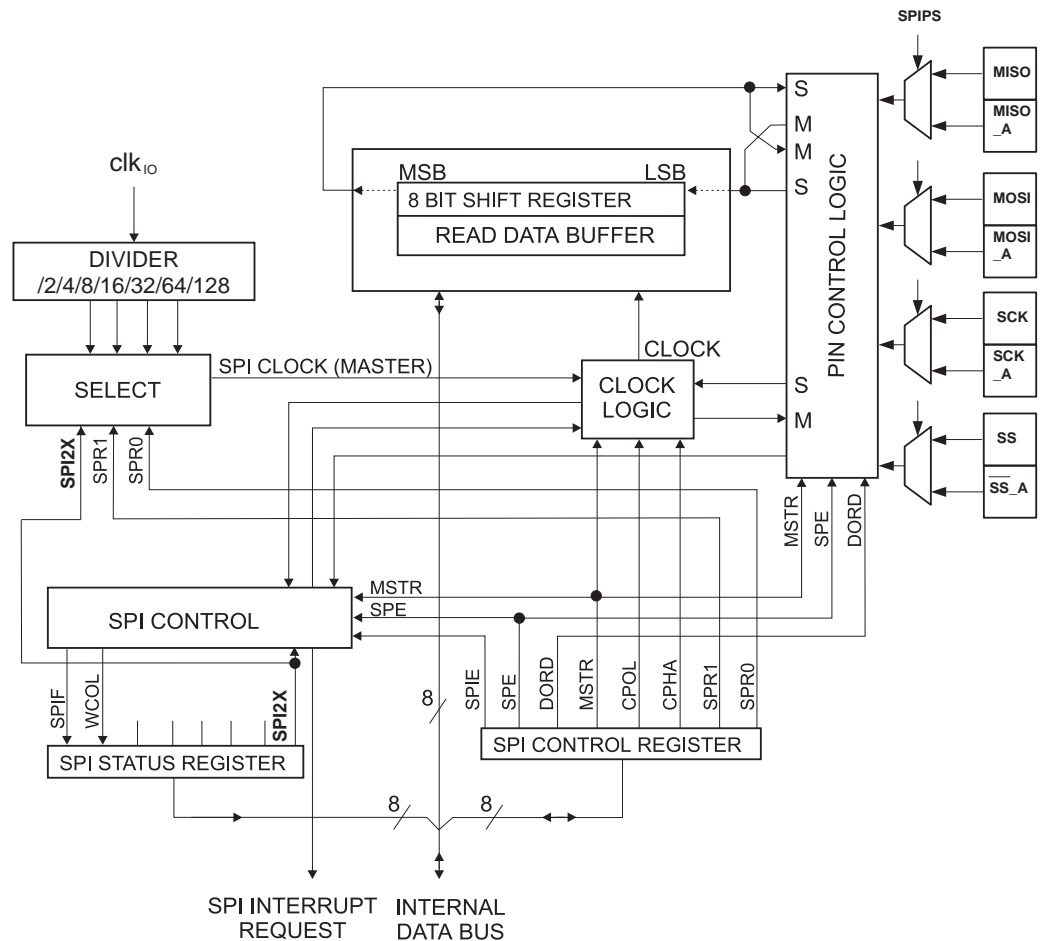 SPIPS
MISO
MISO
_A
MOSI
MOSI
_A
SCK
SCK
_A
SS
SS_A
clk IO
DIVIDER
/2/4/8/16/32/64/128
SELECT
SPI2X
SPR1
SPR0
SPI CLOCK (MASTER)
MSB
LSB
8 BIT SHIFT REGISTER
READ DATA BUFFER
CLOCK
CLOCK
LOGIC
S
M
M
S
S
M
PIN CONTROL LOGIC
MSTR
SPE
DORD
SPI CONTROL
MSTR
SPE
SPIF
WCOL
SPI2X
SPI STATUS REGISTER
SPIE
SPE
DORD
MSTR
CPOL
CPHA
SPR1
SPR0
SPI CONTROL REGISTER
8
8
8
SPI INTERRUPT
REQUEST
INTERNAL
DATA BUS